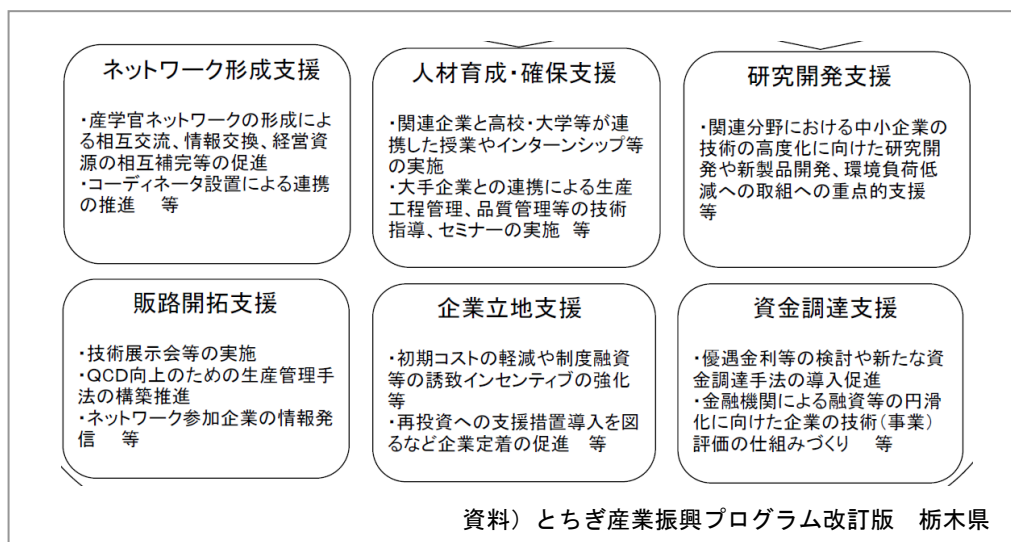 ネットワーク形成支援
・産学官ネットワークの形成によ
る相互交流、情報交換、経営資
源の相互補完等の促進
・コーディネータ設置による連携
の推進　等
人材育成・確保支援
・関連企業と高校・大学等が連
携した授業やインターンシップ等
の実施
・大手企業との連携による生産
工程管理、品質管理等の技術
指導、セミナーの実施　等
研究開発支援
・関連分野における中小企業の
技術の高度化に向けた研究開
発や新製品開発、環境負荷低
減への取組への重点的支援
等
販路開拓支援
・技術展示会等の実施
・QCD向上のための生産管理手
法の構築推進
・ネットワーク参加企業の情報発
信　等
企業立地支援
・初期コストの軽減や制度融資
等の誘致インセンティブの強化
等
・再投資への支援措置導入を図
るなど企業定着の促進　等
資金調達支援
・優遇金利等の検討や新たな資
金調達手法の導入促進
・金融機関による融資等の円滑
化に向けた企業の技術（事業）
評価の仕組みづくり　等
資料）とちぎ産業振興プログラム改訂版　栃木県